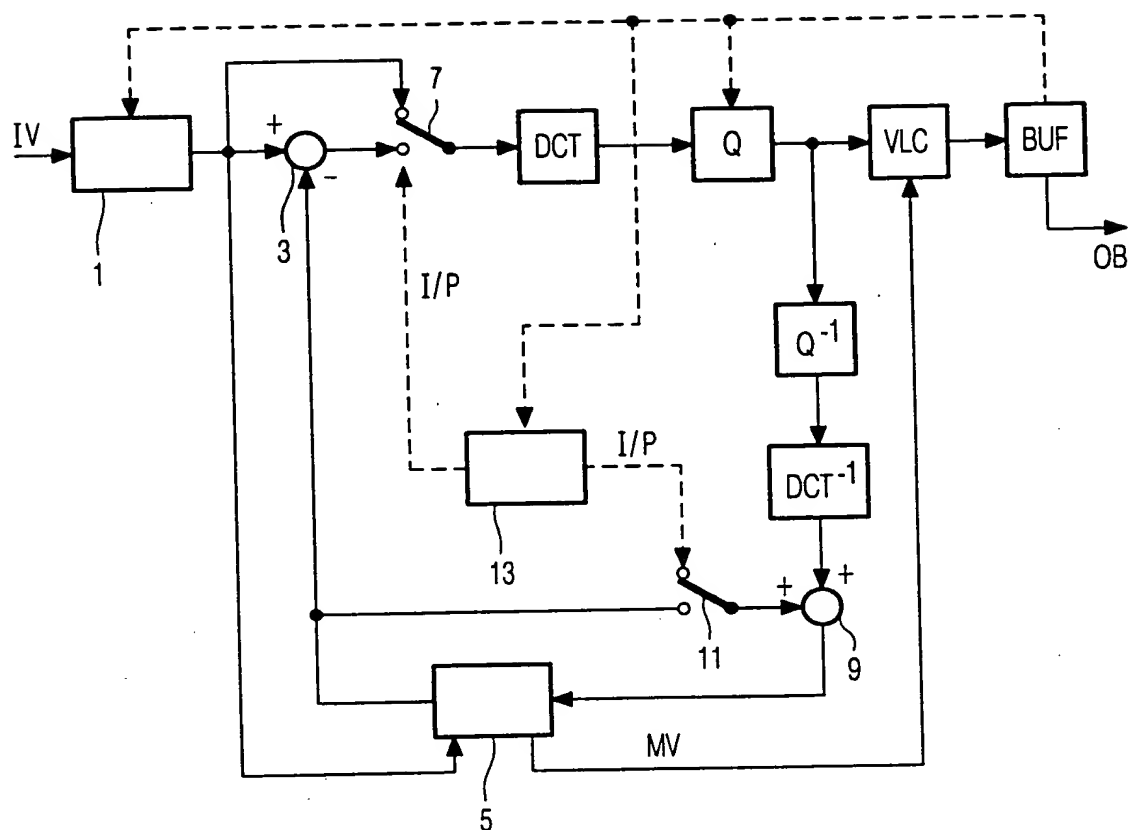 7
IV
+
DCT
Q
VLC
BUF
-
3
1
OB
I/P
Q-1
I/P
DCT-1
13
+
+
11
9
MV
5